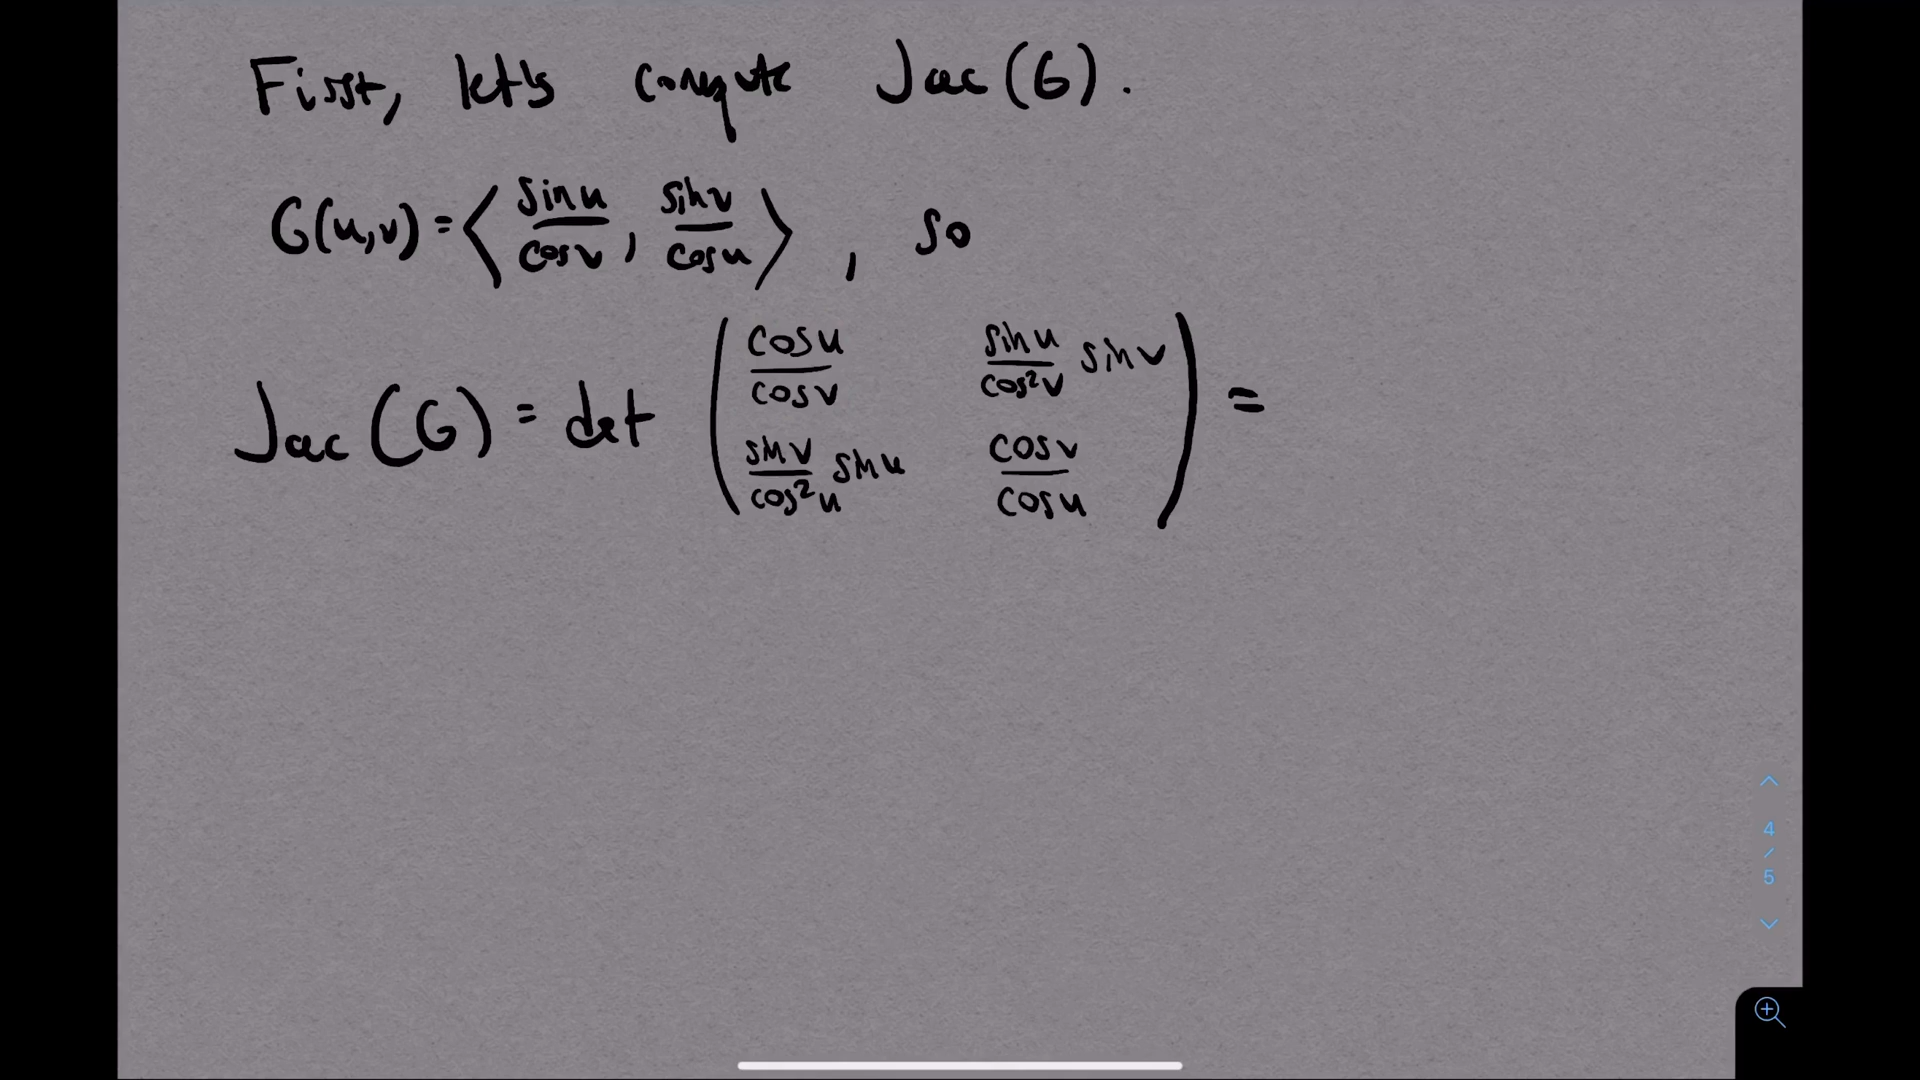 First, let's compute Jac(G).
G(u,v) = ⟨ sin u / cos v , sin v / cos u ⟩ , so
Jac(G) = det ( cos u / cos v   sin u / cos²v sin v ; sin v / cos²u sin u   cos v / cos u ) =
4
/
5